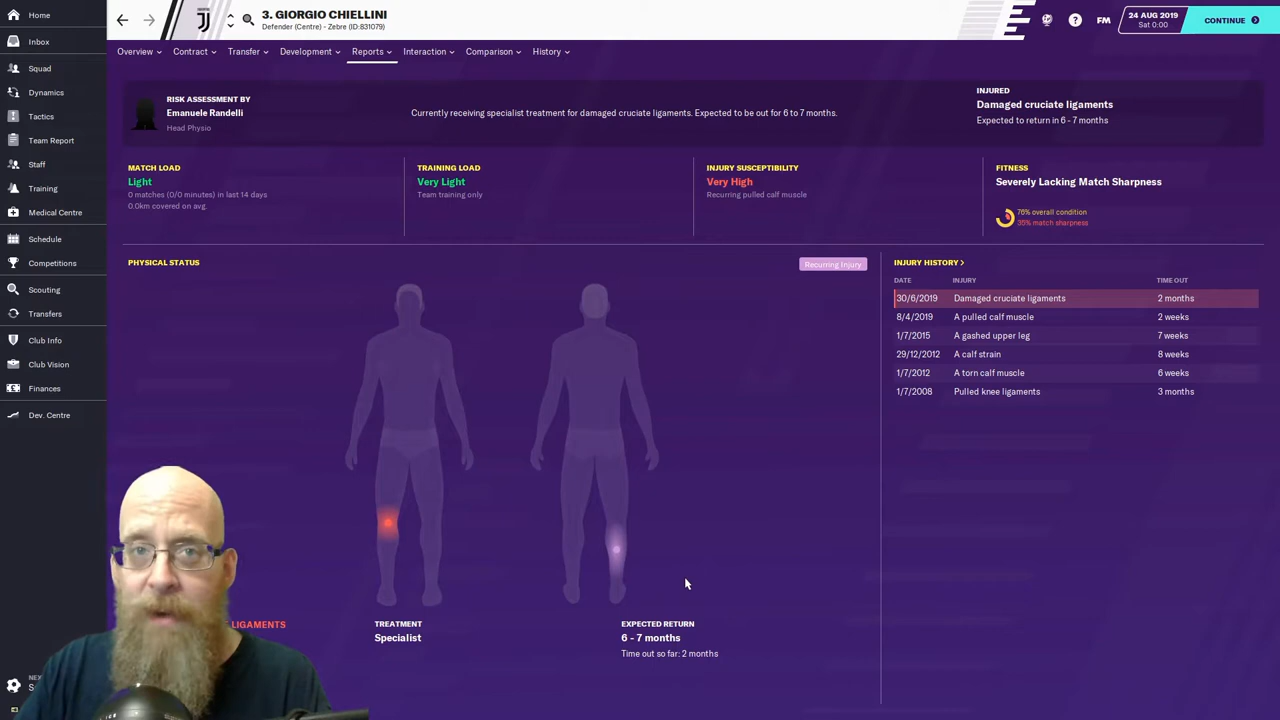 Home
Inbox
Squad
Dynamics
Tactics
Team Report
Staff
Training
Medical Centre
Schedule
Competitions
Scouting
Transfers
Club Info
Club Vision
Finances
Dev. Centre
NE
S
3. GIORGIO CHIELLINI
Defender (Centre) - Zebre (ID:831079)
FM
24 AUG 2019
Sat 0:00
CONTINUE
Overview
Contract
Transfer
Development
Reports
Interaction
Comparison
History
RISK ASSESSMENT BY
Emanuele Randelli
Head Physio
Currently receiving specialist treatment for damaged cruciate ligaments. Expected to be out for 6 to 7 months.
INJURED
Damaged cruciate ligaments
Expected to return in 6 - 7 months
MATCH LOAD
Light
0 matches (0/0 minutes) in last 14 days
0.0km covered on avg.
TRAINING LOAD
Very Light
Team training only
INJURY SUSCEPTIBILITY
Very High
Recurring pulled calf muscle
FITNESS
Severely Lacking Match Sharpness
76% overall condition
35% match sharpness
PHYSICAL STATUS
Recurring Injury
LIGAMENTS
TREATMENT
Specialist
EXPECTED RETURN
6 - 7 months
Time out so far: 2 months
INJURY HISTORY
DATE INJURY TIME OUT
30/6/2019 Damaged cruciate ligaments 2 months
8/4/2019 A pulled calf muscle 2 weeks
1/7/2015 A gashed upper leg 7 weeks
29/12/2012 A calf strain 8 weeks
1/7/2012 A torn calf muscle 6 weeks
1/7/2008 Pulled knee ligaments 3 months